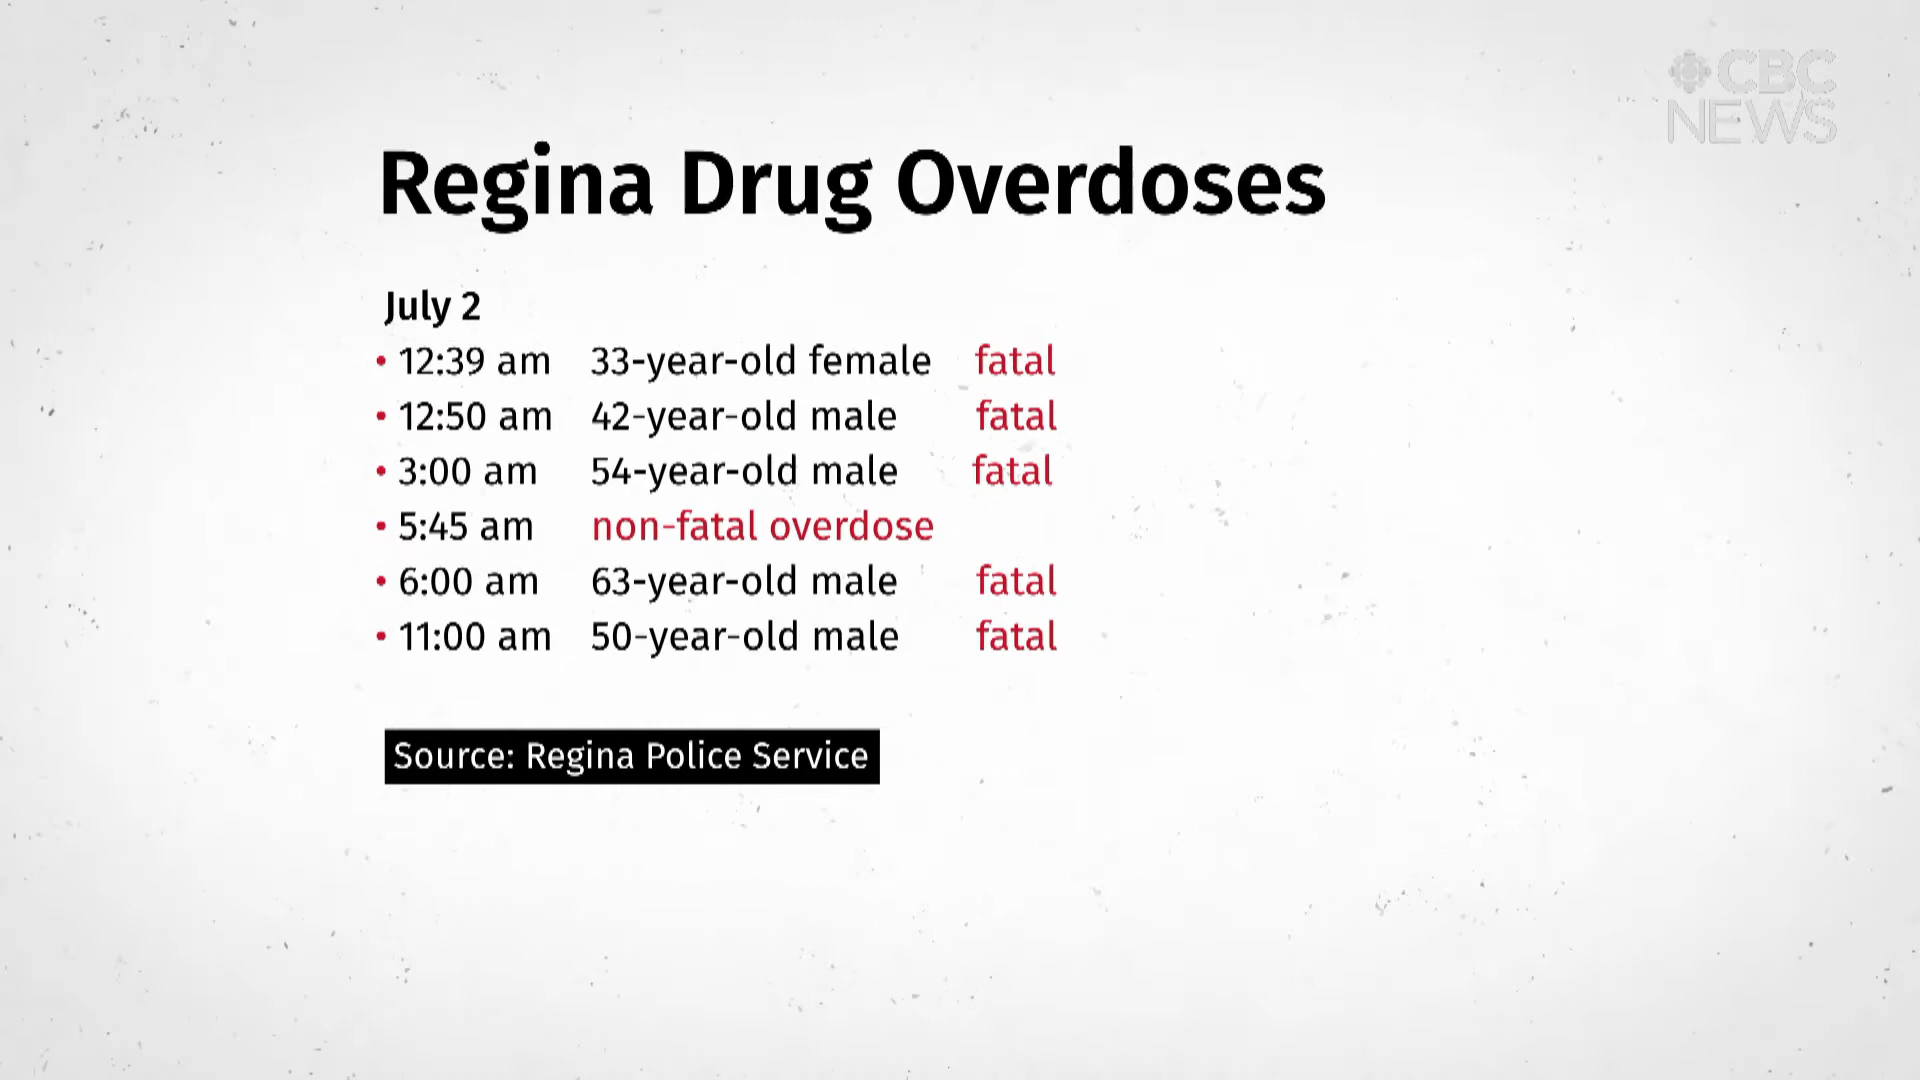 CBC
NEWS
Regina Drug Overdoses
July 2
• 12:39 am 33-year-old female fatal
• 12:50 am 42-year-old male fatal
• 3:00 am 54-year-old male fatal
• 5:45 am non-fatal overdose
• 6:00 am 63-year-old male fatal
• 11:00 am 50-year-old male fatal
Source: Regina Police Service